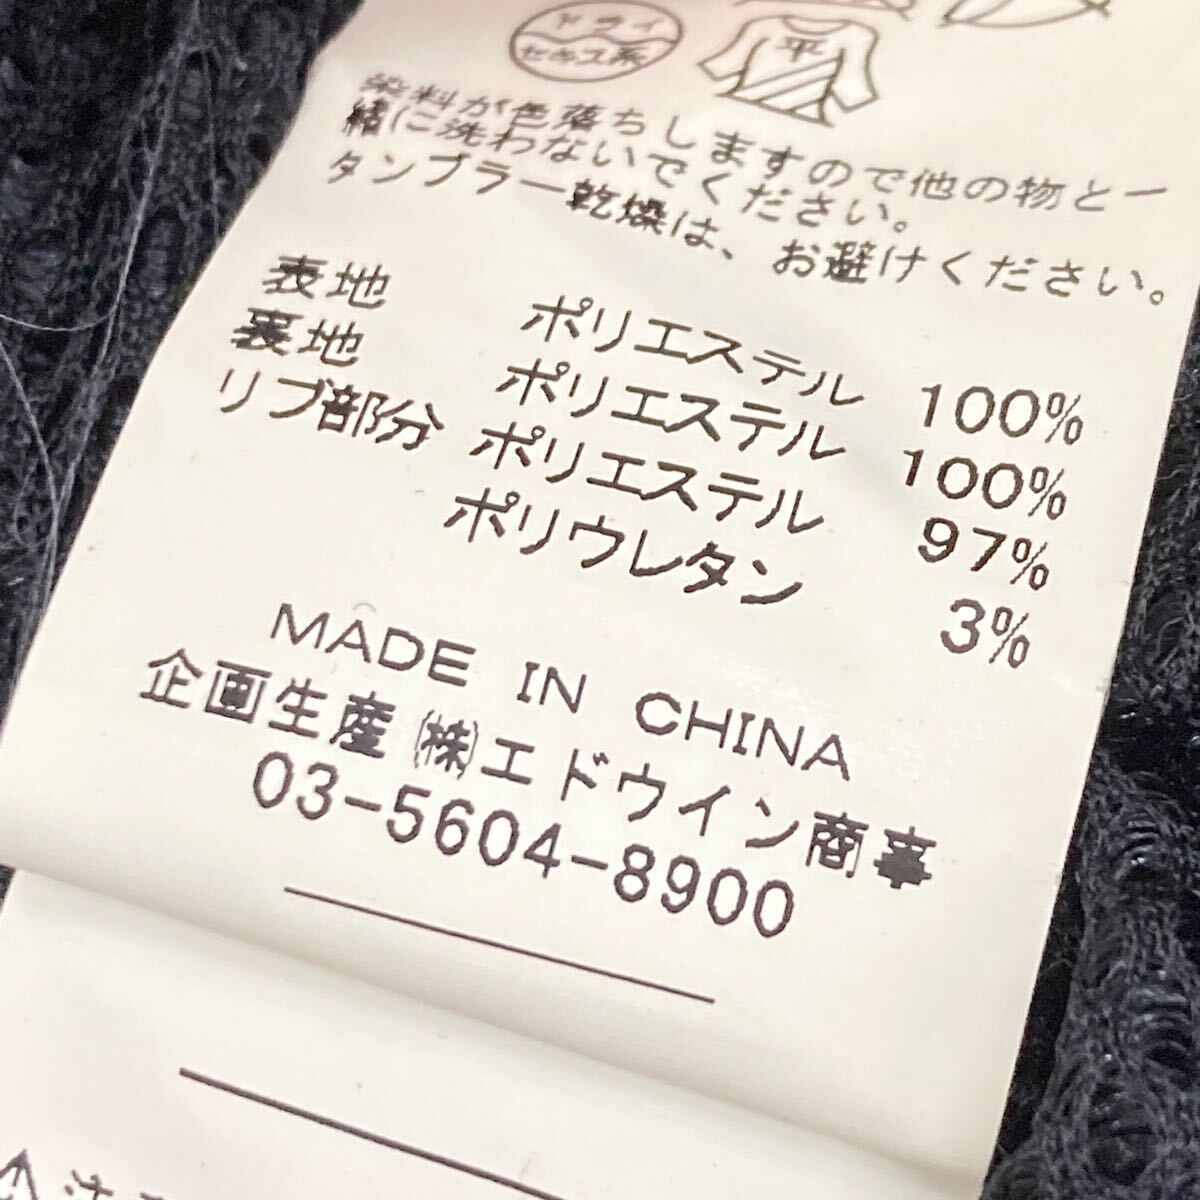 ドライ
セキユ系
平
染料が色落ちしますので他の物と一
緒に洗わないでください。
タンブラー乾燥は、お避けください。
表地 ポリエステル 100%
裏地 ポリエステル 100%
リブ部分 ポリエステル 97%
ポリウレタン 3%
MADE IN CHINA
企画生産 ㈱エドウイン商事
03-5604-8900